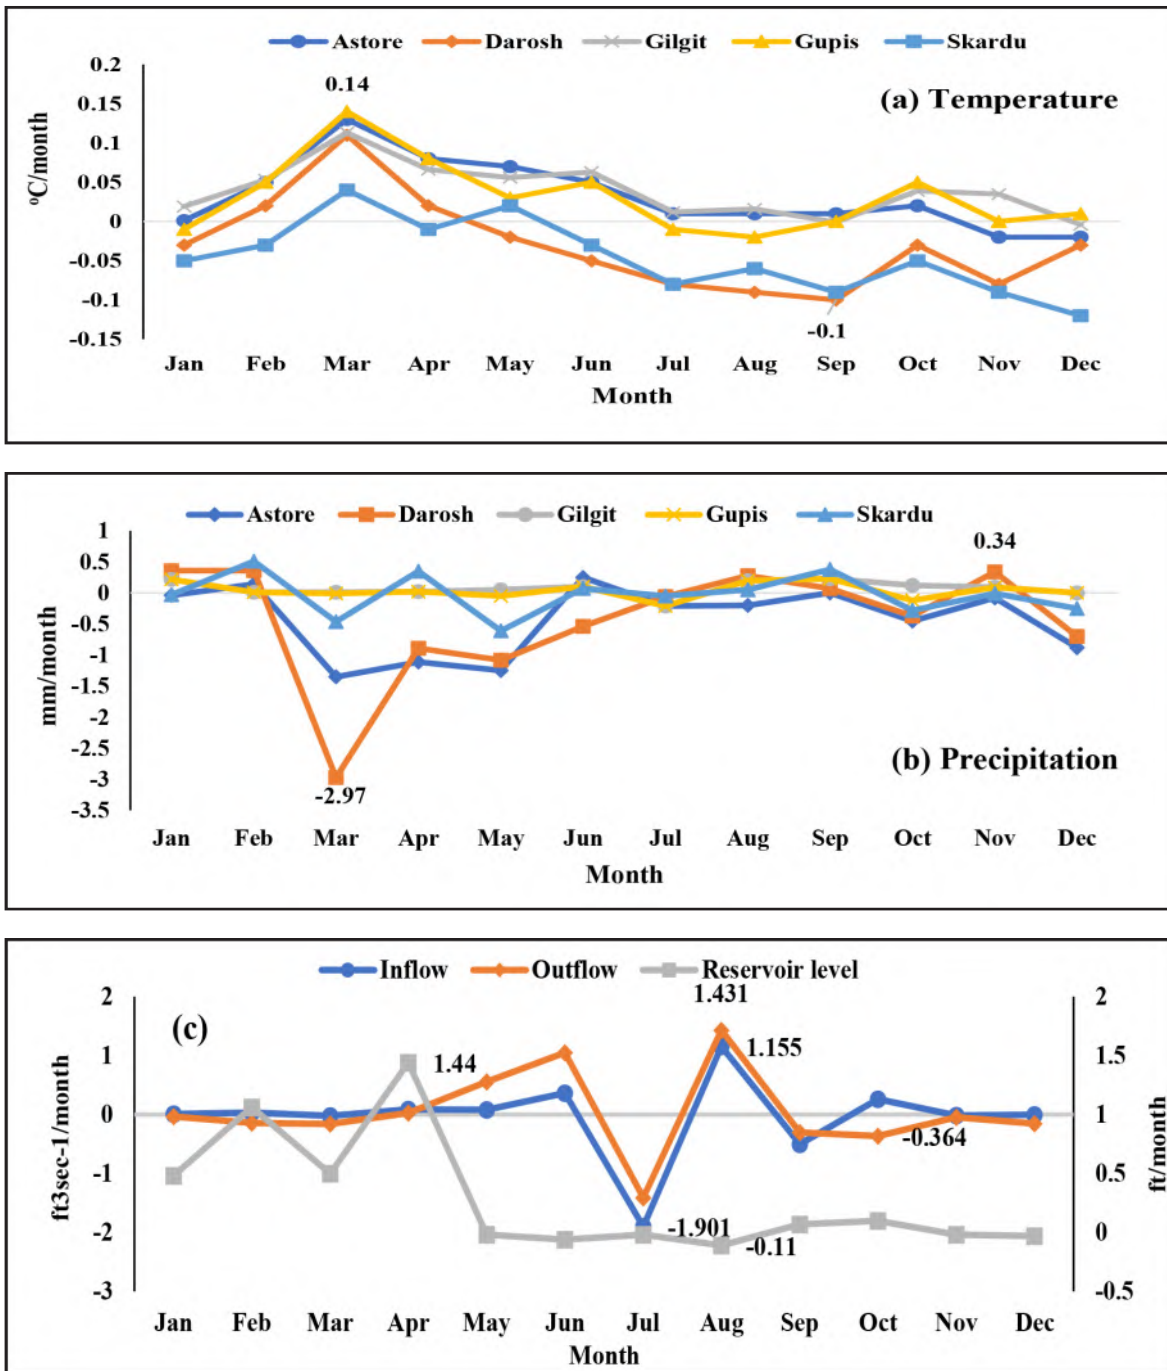 Astore Darosh Gilgit Gupis Skardu
0.2
0.15
0.1
0.05
0
-0.05
-0.1
-0.15
ºC/month
0.14
(a) Temperature
-0.1
Jan Feb Mar Apr May Jun Jul Aug Sep Oct Nov Dec
Month
Astore Darosh Gilgit Gupis Skardu
1
0.5
0
-0.5
-1
-1.5
-2
-2.5
-3
-3.5
mm/month
0.34
(b) Precipitation
-2.97
Jan Feb Mar Apr May Jun Jul Aug Sep Oct Nov Dec
Month
Inflow Outflow Reservoir level
2
1
0
-1
-2
-3
ft3sec-1/month
(c)
1.431
1.44
1.155
-0.364
-1.901
-0.11
2
1.5
1
0.5
0
-0.5
ft/month
Jan Feb Mar Apr May Jun Jul Aug Sep Oct Nov Dec
Month